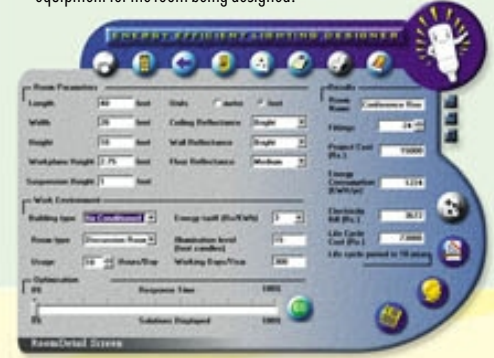 equipment for the room being designed.
ENERGY EFFICIENT LIGHTING DESIGNER
Room Parameters
Results
Length 40 feet Units meter feet
Room Name Conference Roo
Width 20 feet Ceiling Reflectance Bright
Fittings 24
Height 10 feet Wall Reflectance Bright
Project Cost (Rs.)
Workplane Height 2.75 feet Floor Reflectance Medium
Suspension Height feet
Energy Consumption (KWH/yr)
Work Environment
Building type Air Conditioned Energy tariff (Rs/KWh)
Electricity Bill (Rs.)
Room type Discussion Room Illumination level (foot candles)
Life Cycle Cost (Rs.)
Usage Hours/Day Working Days/Year 300
Life cycle period is 10 years
Optimization
0% Response Time 100%
0% Solutions Displayed 100%
RoomDetail Screen